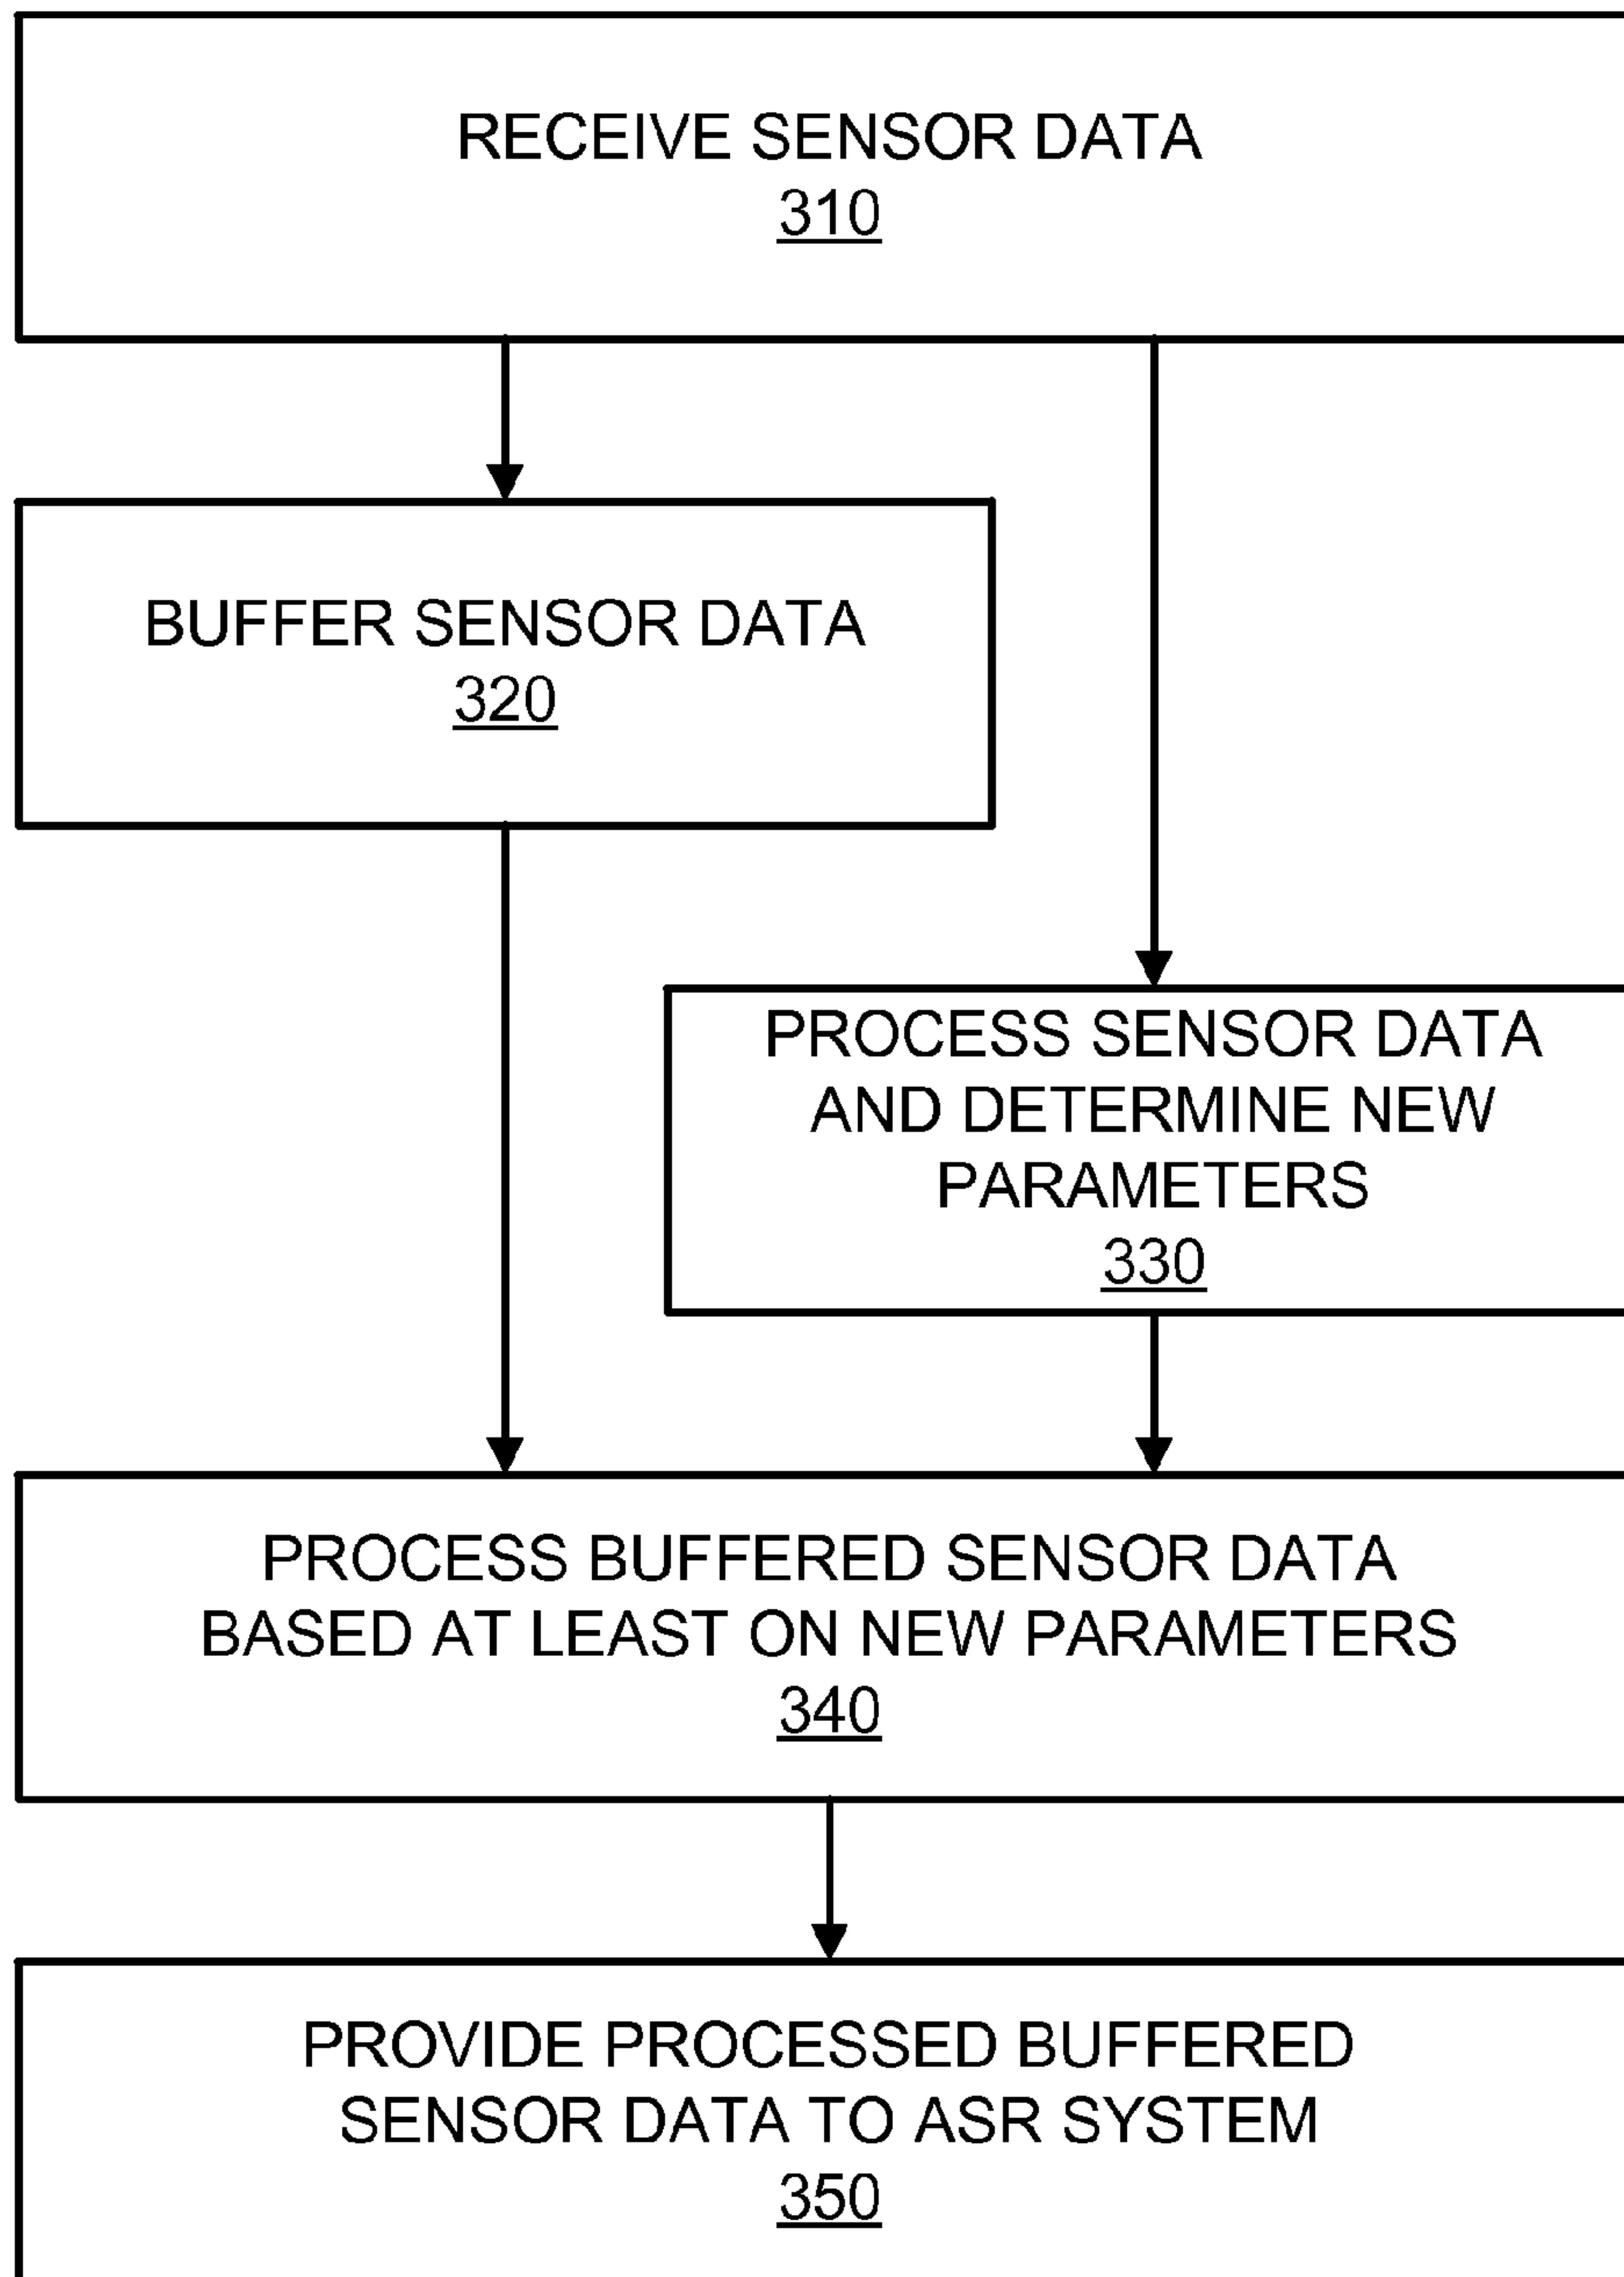 RECEIVE SENSOR DATA
310
BUFFER SENSOR DATA
320
PROCESS SENSOR DATA
AND DETERMINE NEW
PARAMETERS
330
PROCESS BUFFERED SENSOR DATA
BASED AT LEAST ON NEW PARAMETERS
340
PROVIDE PROCESSED BUFFERED
SENSOR DATA TO ASR SYSTEM
350